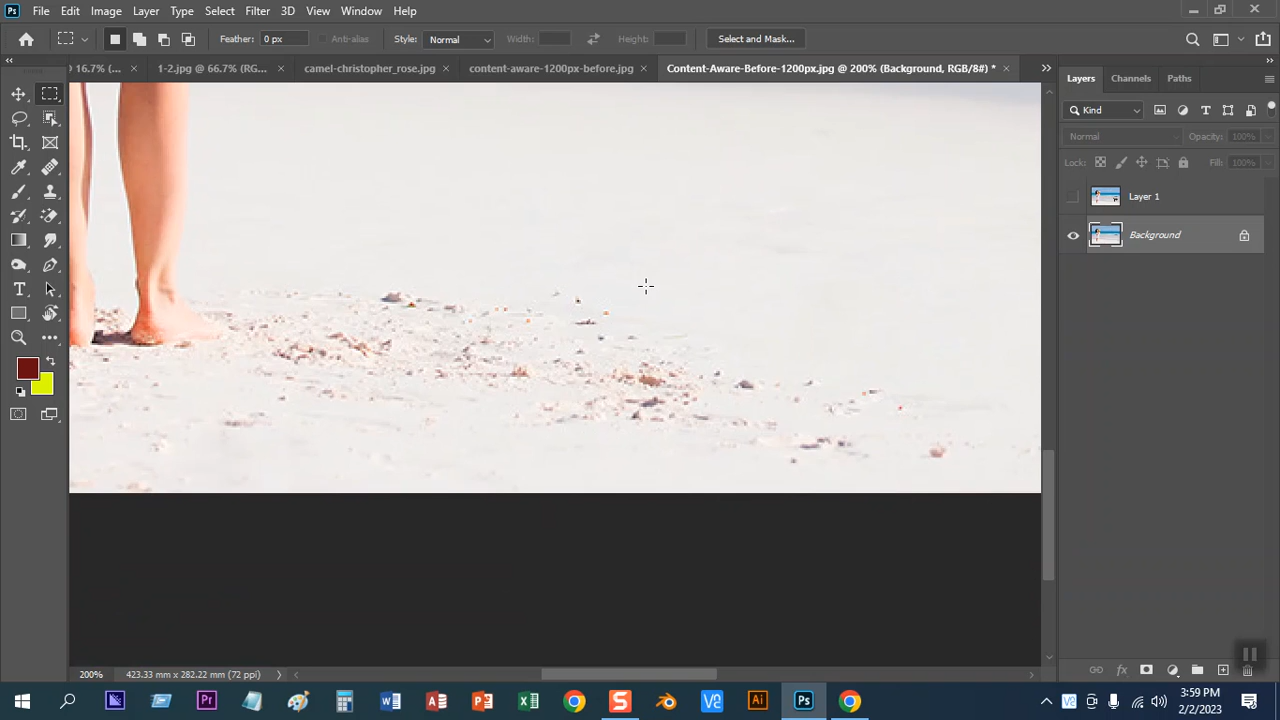 Ps File Edit Image Layer Type Select Filter 3D View Window Help
Feather: 0 px Anti-alias Style: Normal Width: Height: Select and Mask...
@ 16.7% (... × 1-2.jpg @ 66.7% (RG... × camel-christopher_rose.jpg × content-aware-1200px-before.jpg × Content-Aware-Before-1200px.jpg @ 200% (Background, RGB/8#) * ×
Layers Channels Paths
Kind
Normal Opacity: 100%
Lock: Fill: 100%
Layer 1
Background
200% 423.33 mm x 282.22 mm (72 ppi)
3:59 PM
2/2/2023